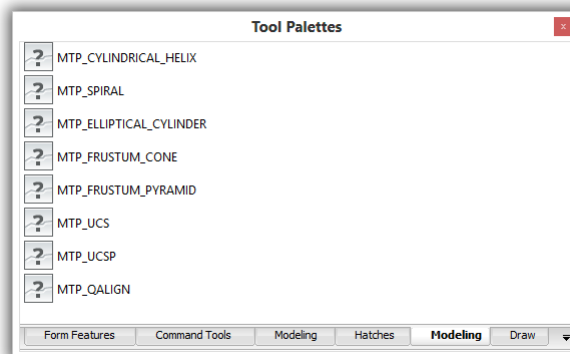 Tool Palettes x
MTP_CYLINDRICAL_HELIX
MTP_SPIRAL
MTP_ELLIPTICAL_CYLINDER
MTP_FRUSTUM_CONE
MTP_FRUSTUM_PYRAMID
MTP_UCS
MTP_UCSP
MTP_QALIGN
Form Features Command Tools Modeling Hatches Modeling Draw